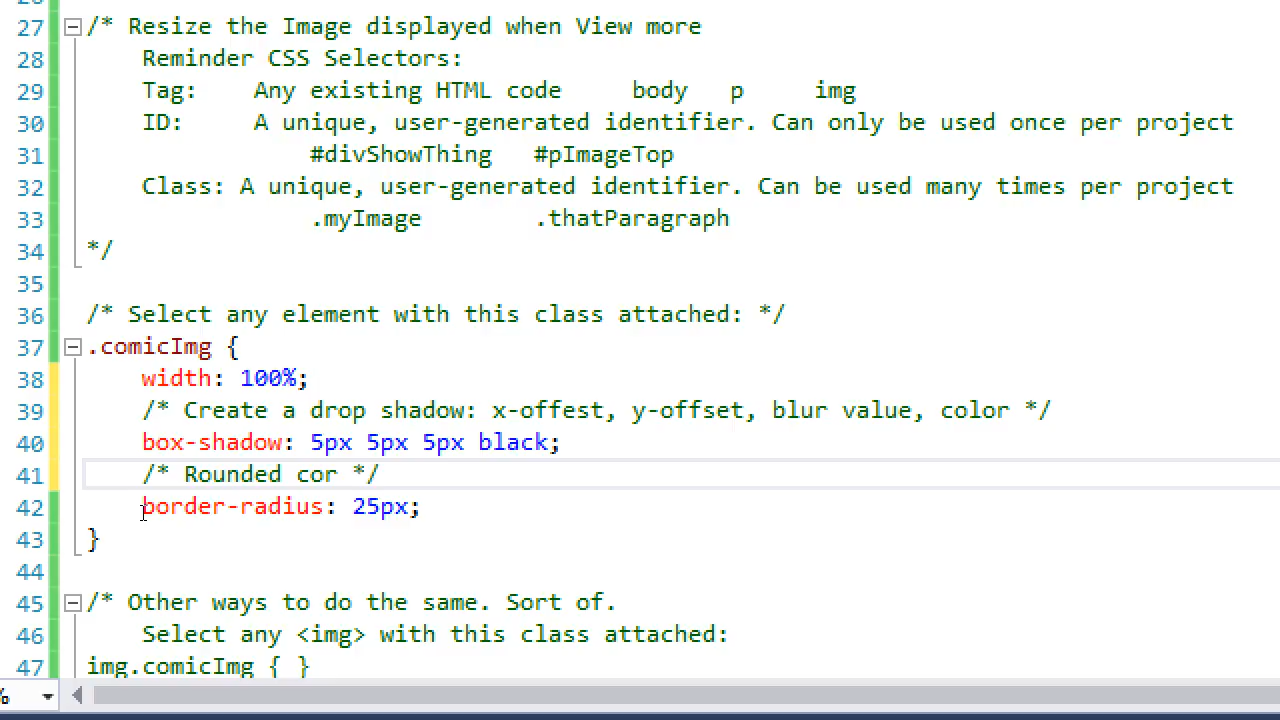 27 /* Resize the Image displayed when View more
28 Reminder CSS Selectors:
29 Tag: Any existing HTML code body p img
30 ID: A unique, user-generated identifier. Can only be used once per project
31 #divShowThing #pImageTop
32 Class: A unique, user-generated identifier. Can be used many times per project
33 .myImage .thatParagraph
34 */
35
36 /* Select any element with this class attached: */
37 .comicImg {
38 width: 100%;
39 /* Create a drop shadow: x-offest, y-offset, blur value, color */
40 box-shadow: 5px 5px 5px black;
41 /* Rounded cor */
42 border-radius: 25px;
43 }
44
45 /* Other ways to do the same. Sort of.
46 Select any <img> with this class attached:
47 img.comicImg { }
%